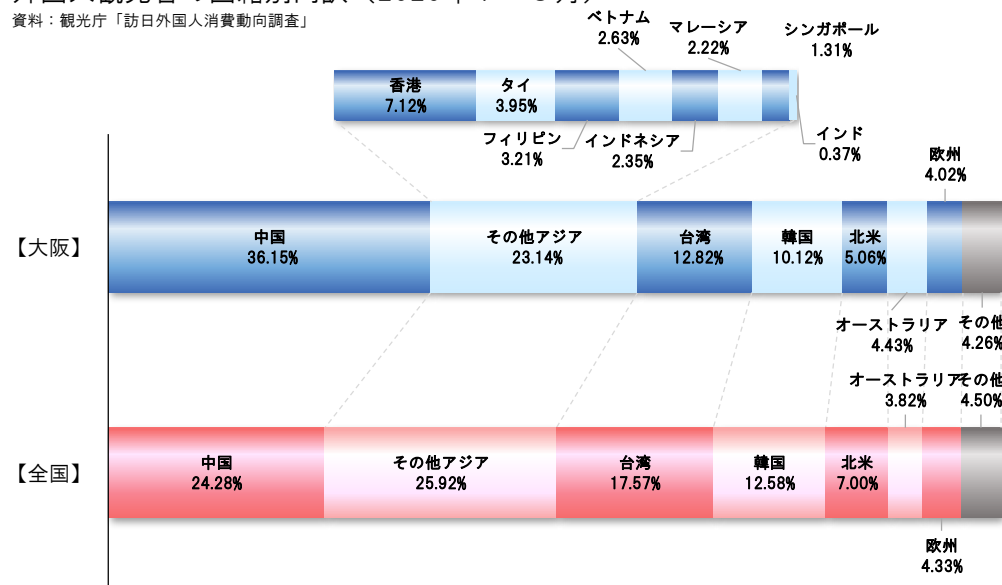 資料：観光庁「訪日外国人消費動向調査」
ベトナム
2.63%
マレーシア
2.22%
シンガポール
1.31%
香港
7.12%
タイ
3.95%
フィリピン
3.21%
インドネシア
2.35%
インド
0.37%
欧州
4.02%
【大阪】
中国
36.15%
その他アジア
23.14%
台湾
12.82%
韓国
10.12%
北米
5.06%
オーストラリア
4.43%
その他
4.26%
オーストラリア
3.82%
その他
4.50%
【全国】
中国
24.28%
その他アジア
25.92%
台湾
17.57%
韓国
12.58%
北米
7.00%
欧州
4.33%